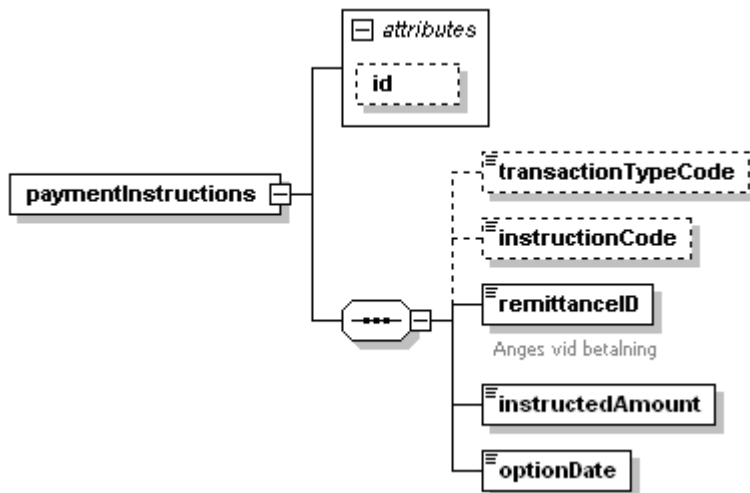 attributes
id
paymentInstructions
transactionTypeCode
instructionCode
remittanceID
Anges vid betalning
instructedAmount
optionDate